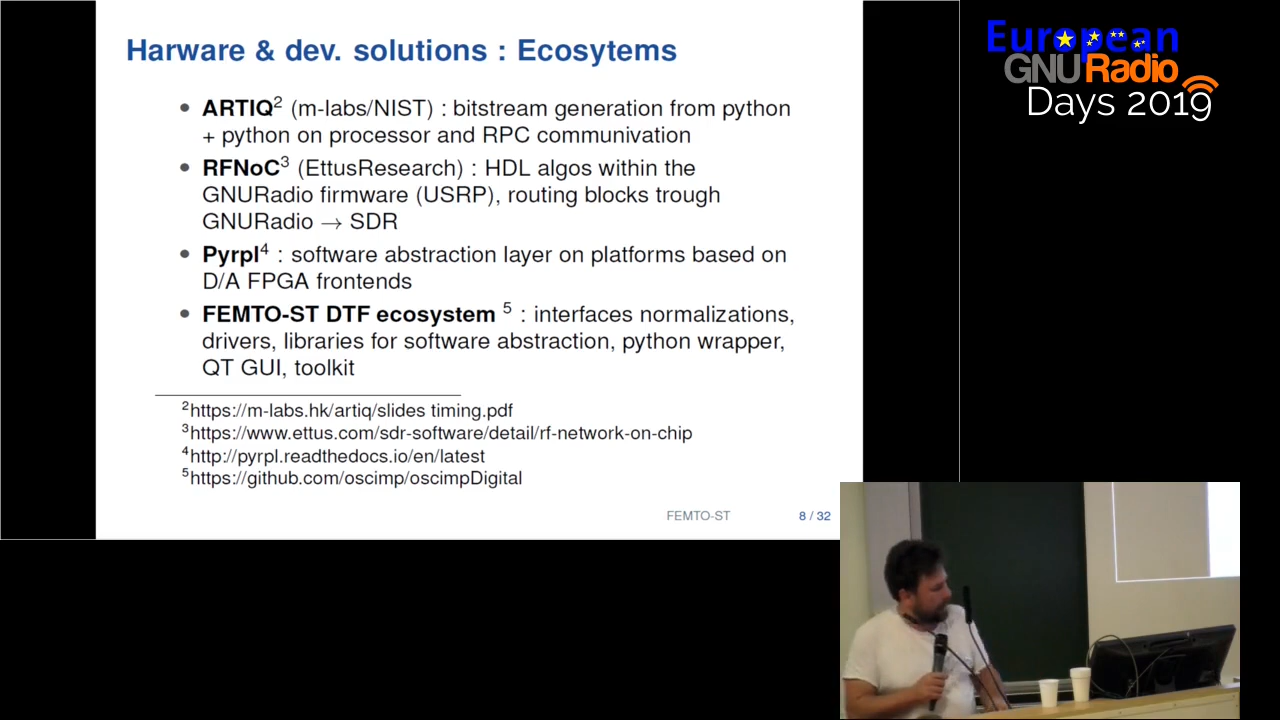 Harware & dev. solutions : Ecosytems
European
GNURadio
Days 2019
• ARTIQ2 (m-labs/NIST) : bitstream generation from python
+ python on processor and RPC communivation
• RFNoC3 (EttusResearch) : HDL algos within the
GNURadio firmware (USRP), routing blocks trough
GNURadio → SDR
• Pyrpl4 : software abstraction layer on platforms based on
D/A FPGA frontends
• FEMTO-ST DTF ecosystem 5 : interfaces normalizations,
drivers, libraries for software abstraction, python wrapper,
QT GUI, toolkit
2https://m-labs.hk/artiq/slides timing.pdf
3https://www.ettus.com/sdr-software/detail/rf-network-on-chip
4http://pyrpl.readthedocs.io/en/latest
5https://github.com/oscimp/oscimpDigital
FEMTO-ST 8 / 32